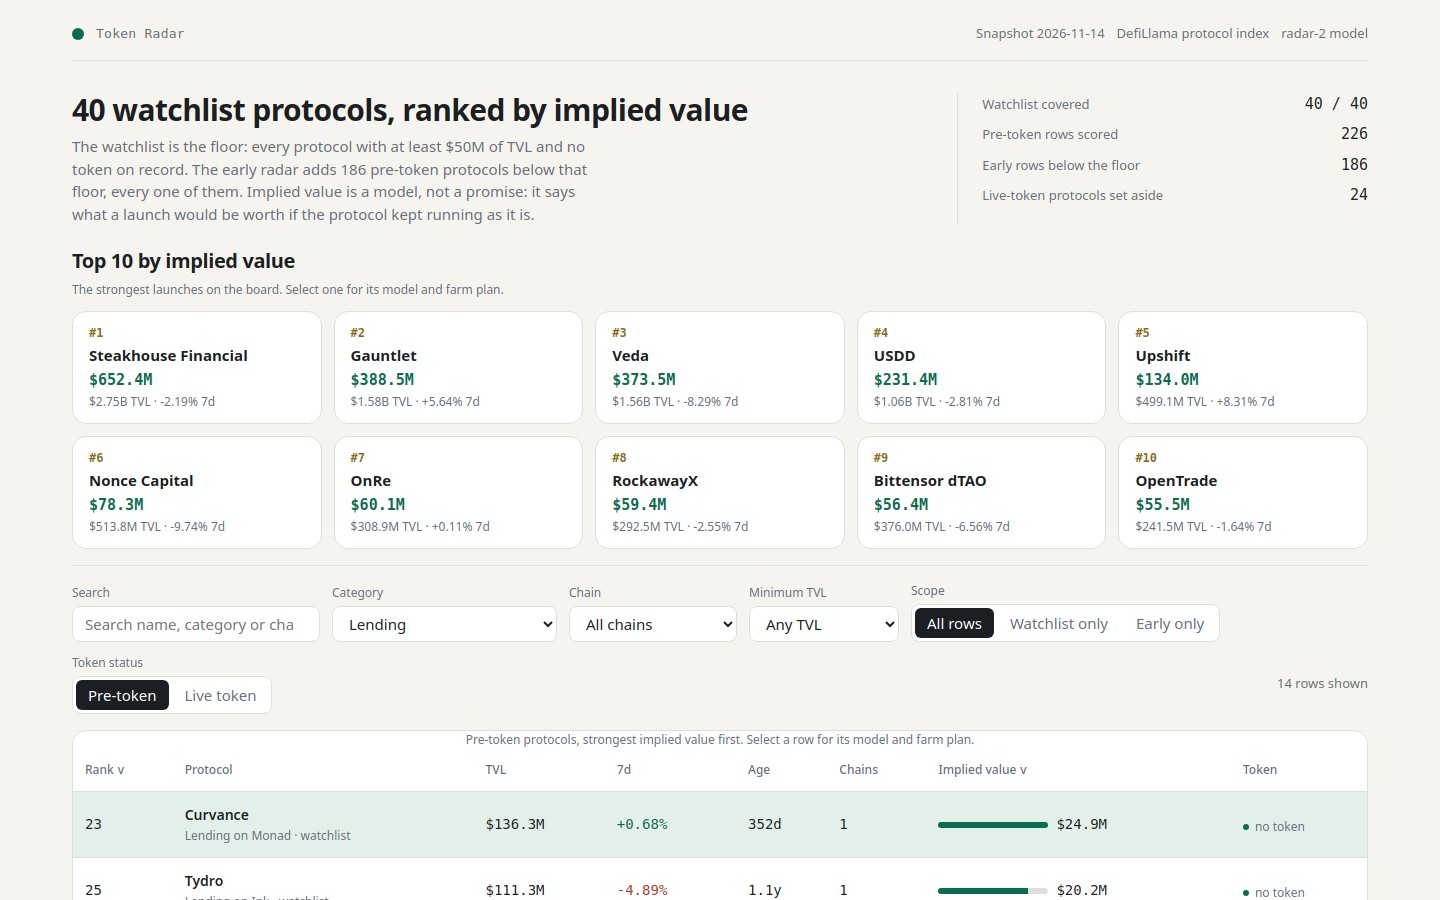 Token Radar
Snapshot 2026-11-14 DefiLlama protocol index radar-2 model
40 watchlist protocols, ranked by implied value
The watchlist is the floor: every protocol with at least $50M of TVL and no
token on record. The early radar adds 186 pre-token protocols below that
floor, every one of them. Implied value is a model, not a promise: it says
what a launch would be worth if the protocol kept running as it is.
Watchlist covered 40 / 40
Pre-token rows scored 226
Early rows below the floor 186
Live-token protocols set aside 24
Top 10 by implied value
The strongest launches on the board. Select one for its model and farm plan.
#1
Steakhouse Financial
$652.4M
$2.75B TVL · -2.19% 7d
#2
Gauntlet
$388.5M
$1.58B TVL · +5.64% 7d
#3
Veda
$373.5M
$1.56B TVL · -8.29% 7d
#4
USDD
$231.4M
$1.06B TVL · -2.81% 7d
#5
Upshift
$134.0M
$499.1M TVL · +8.31% 7d
#6
Nonce Capital
$78.3M
$513.8M TVL · -9.74% 7d
#7
OnRe
$60.1M
$308.9M TVL · +0.11% 7d
#8
RockawayX
$59.4M
$292.5M TVL · -2.55% 7d
#9
Bittensor dTAO
$56.4M
$376.0M TVL · -6.56% 7d
#10
OpenTrade
$55.5M
$241.5M TVL · -1.64% 7d
Search
Search name, category or cha
Category
Lending
Chain
All chains
Minimum TVL
Any TVL
Scope
All rows Watchlist only Early only
Token status
Pre-token Live token
14 rows shown
Pre-token protocols, strongest implied value first. Select a row for its model and farm plan.
Rank v Protocol TVL 7d Age Chains Implied value v Token
23 Curvance $136.3M +0.68% 352d 1 $24.9M no token
Lending on Monad · watchlist
25 Tydro $111.3M -4.89% 1.1y 1 $20.2M no token
Lending on Ink · watchlist